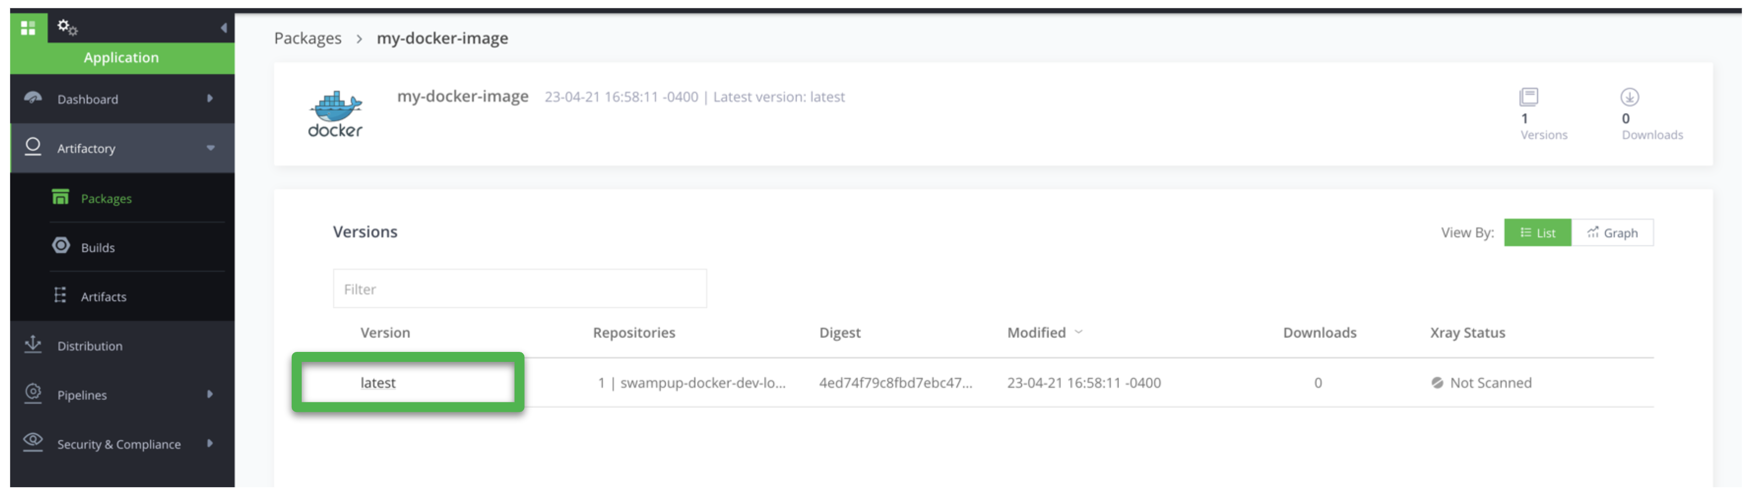 Packages > my-docker-image
Application
Dashboard
Artifactory
Packages
Builds
Artifacts
Distribution
Pipelines
Security & Compliance
docker
my-docker-image 23-04-21 16:58:11 -0400 | Latest version: latest
1
Versions
0
Downloads
Versions
View By: List Graph
Filter
Version Repositories Digest Modified Downloads Xray Status
latest 1 | swampup-docker-dev-lo... 4ed74f79c8fbd7ebc47... 23-04-21 16:58:11 -0400 0 Not Scanned